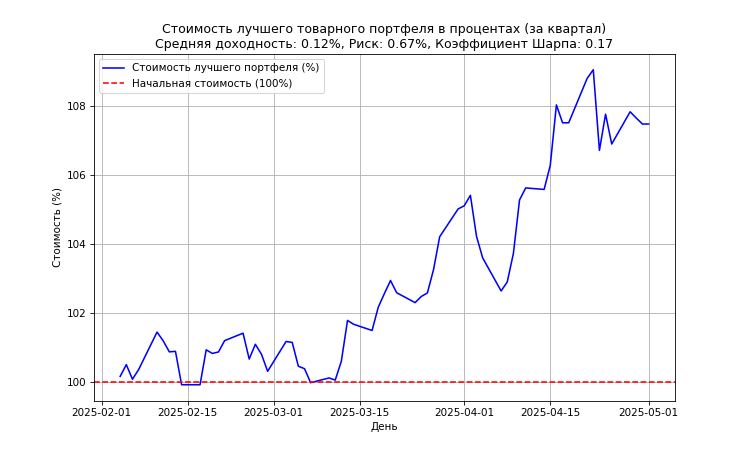 Стоимость лучшего товарного портфеля в процентах (за квартал)
Средняя доходность: 0.12%, Риск: 0.67%, Коэффициент Шарпа: 0.17
Стоимость лучшего портфеля (%)
Начальная стоимость (100%)
Стоимость (%)
108
106
104
102
100
2025-02-01 2025-02-15 2025-03-01 2025-03-15 2025-04-01 2025-04-15 2025-05-01
День